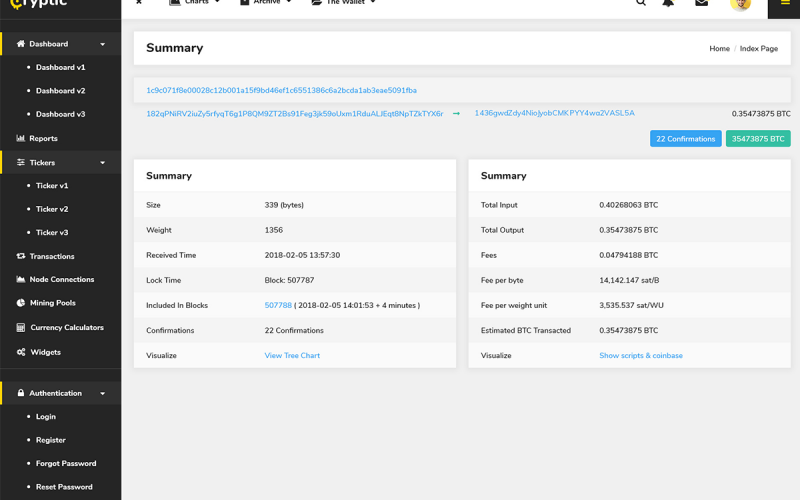 Cryptic
Charts
Archive
The Wallet
Dashboard
Dashboard v1
Dashboard v2
Dashboard v3
Reports
Tickers
Ticker v1
Ticker v2
Ticker v3
Transactions
Node Connections
Mining Pools
Currency Calculators
Widgets
Authentication
Login
Register
Forgot Password
Reset Password
Summary
Home / Index Page
1c9c071f8e00028c12b001a15f9bd46ef1c6551386c6a2bcda1ab3eae5091fba
182qPNiRV2iuZy5rfyqT6g1P8QM9ZT2Bs91Feg3jk59oUxm1RduALJEqt8NpTZkTYX6r → 1436gwdZdy4NiojyobCMKPYY4wa2VASL5A 0.35473875 BTC
22 Confirmations 35473875 BTC
Summary
Size 339 (bytes)
Weight 1356
Received Time 2018-02-05 13:57:30
Lock Time Block: 507787
Included In Blocks 507788 ( 2018-02-05 14:01:53 + 4 minutes )
Confirmations 22 Confirmations
Visualize View Tree Chart
Summary
Total Input 0.40268063 BTC
Total Output 0.35473875 BTC
Fees 0.04794188 BTC
Fee per byte 14,142.147 sat/B
Fee per weight unit 3,535.537 sat/WU
Estimated BTC Transacted 0.35473875 BTC
Visualize Show scripts & coinbase